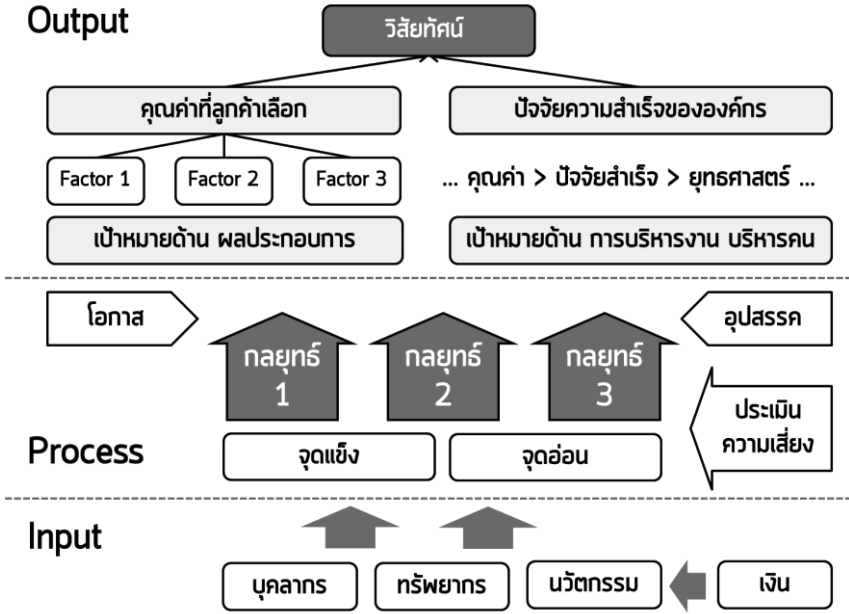 Output
วิสัยทัศน์
คุณค่าที่ลูกค้าเลือก
ปัจจัยความสำเร็จขององค์กร
Factor 1
Factor 2
Factor 3
... คุณค่า > ปัจจัยสำเร็จ > ยุทธศาสตร์ ...
เป้าหมายด้าน ผลประกอบการ
เป้าหมายด้าน การบริหารงาน บริหารคน
โอกาส
อุปสรรค
กลยุทธ์
1
กลยุทธ์
2
กลยุทธ์
3
ประเมิน
ความเสี่ยง
Process
จุดแข็ง
จุดอ่อน
Input
บุคลากร
ทรัพยากร
นวัตกรรม
เงิน